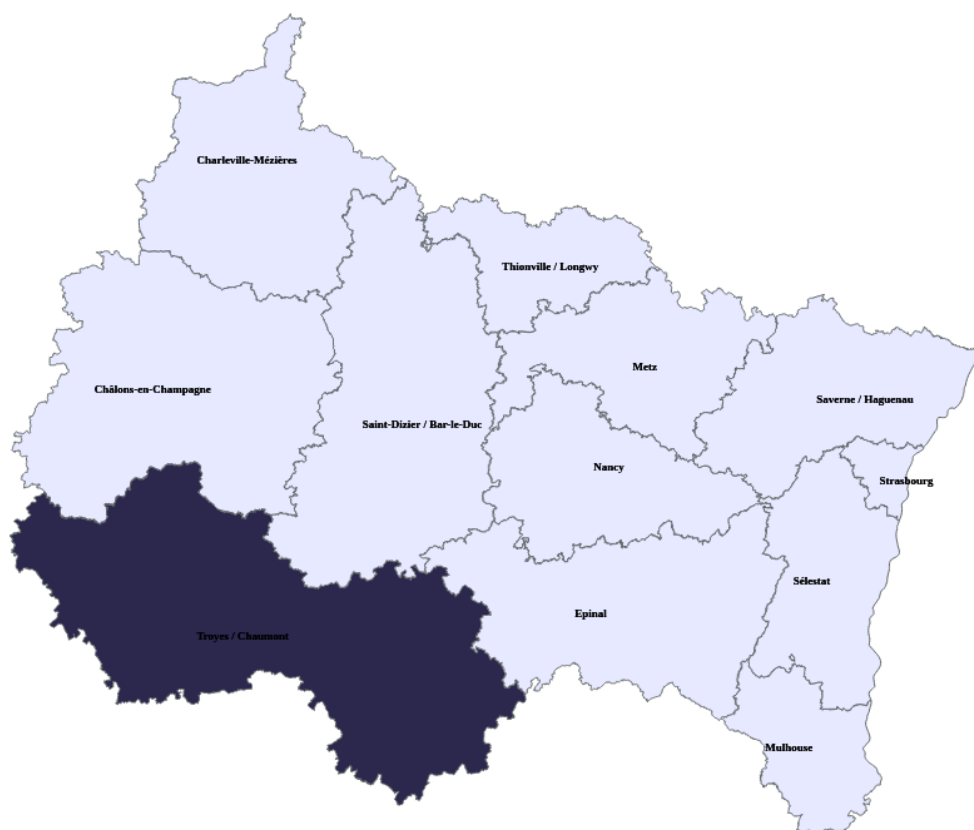 Charleville-Mézières
Thionville / Longwy
Metz
Châlons-en-Champagne
Saverne / Haguenau
Saint-Dizier / Bar-le-Duc
Nancy
Strasbourg
Sélestat
Epinal
Troyes / Chaumont
Mulhouse